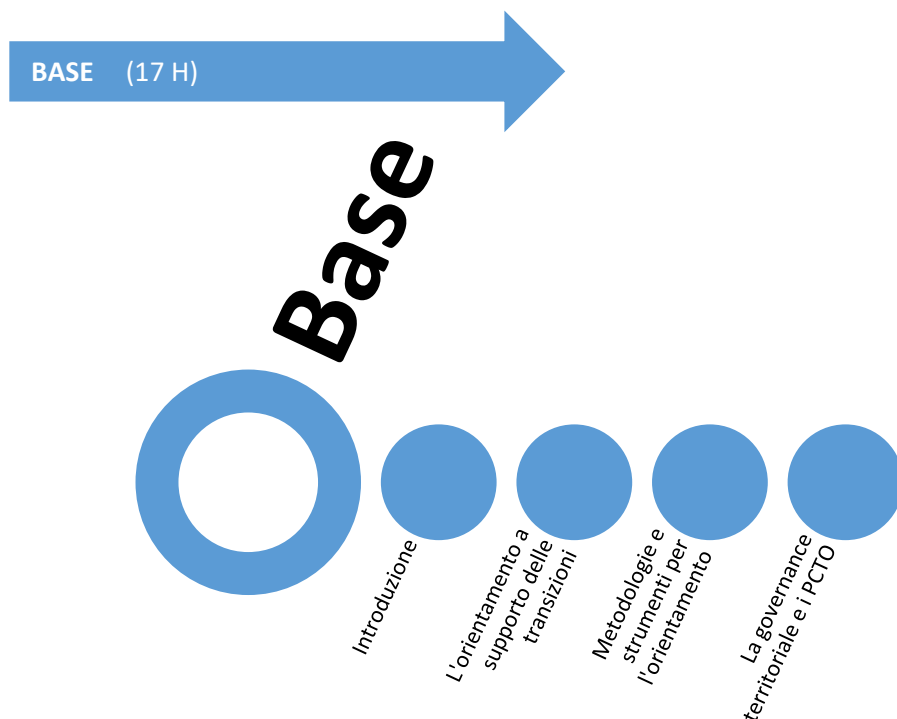 BASE (17 H)
Base
Introduzione
L'orientamento a
supporto delle
transizioni
Metodologie e
strumenti per
l'orientamento
La governance
territoriale e i PCTO